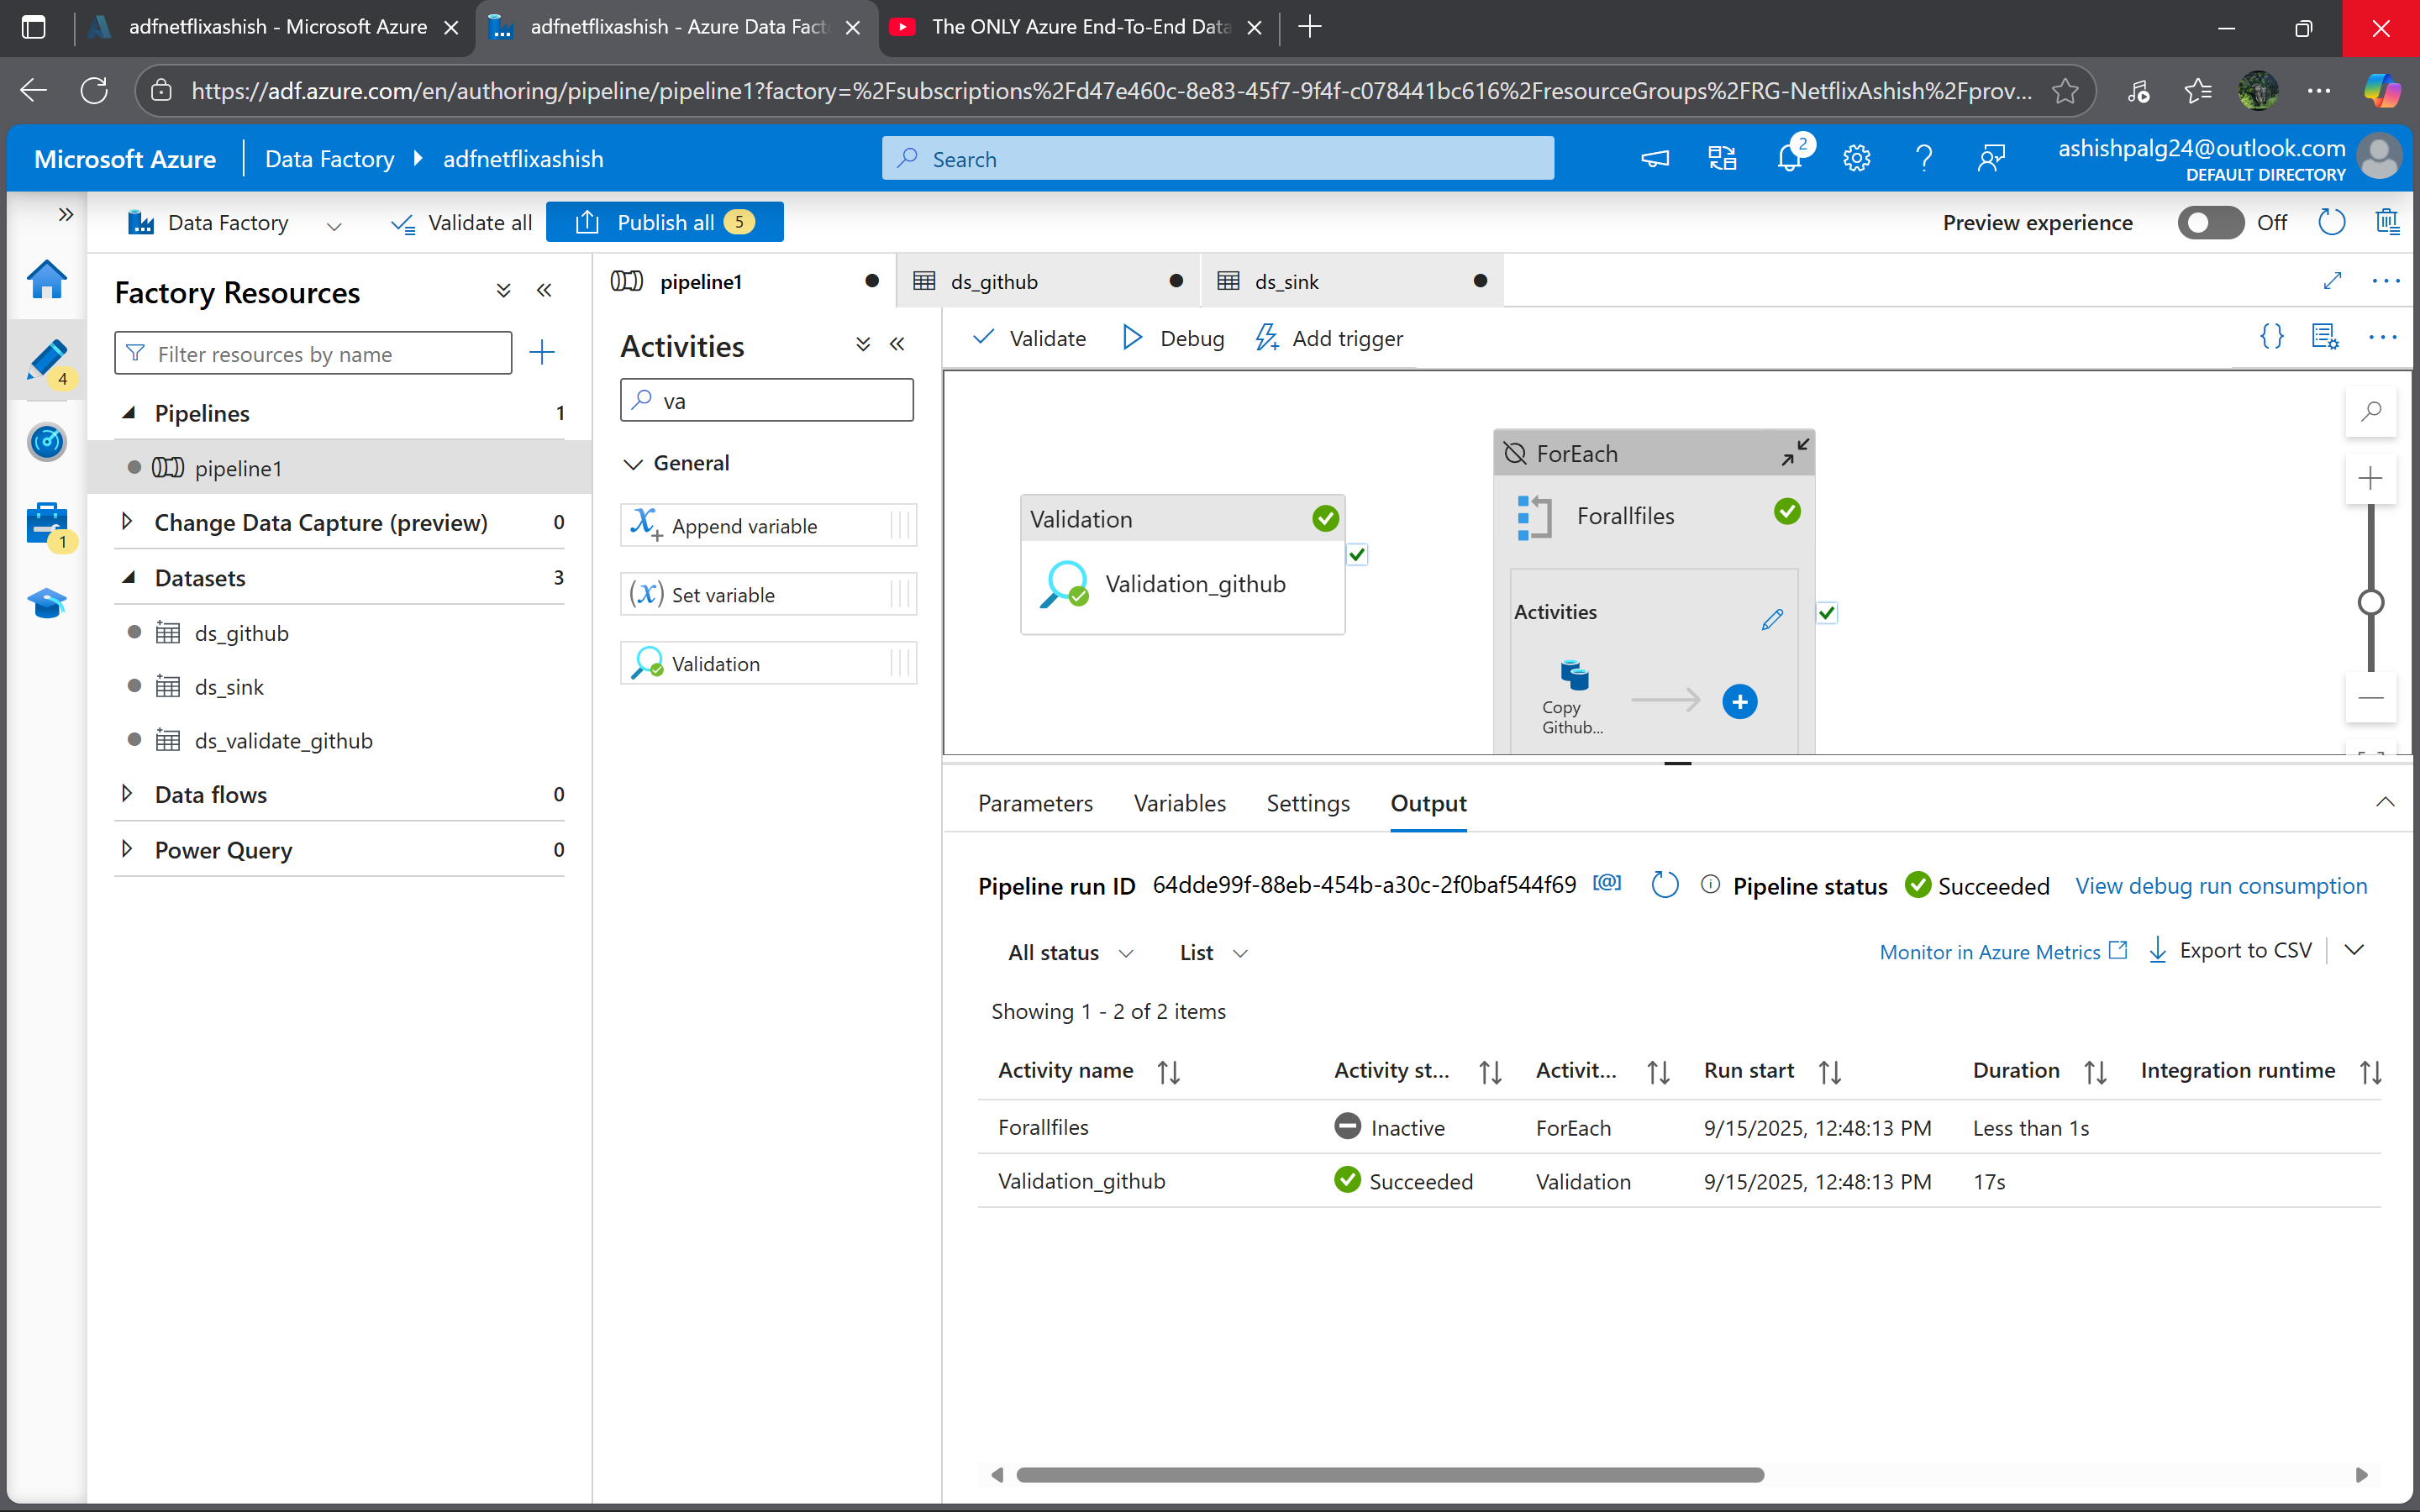 adfnetflixashish - Microsoft Azure
adfnetflixashish - Azure Data Fact
The ONLY Azure End-To-End Data
https://adf.azure.com/en/authoring/pipeline/pipeline1?factory=%2Fsubscriptions%2Fd47e460c-8e83-45f7-9f4f-c078441bc616%2FresourceGroups%2FRG-NetflixAshish%2Fprov...
Microsoft Azure
Data Factory
adfnetflixashish
Search
2
ashishpalg24@outlook.com
DEFAULT DIRECTORY
Data Factory
Validate all
Publish all 5
Preview experience
Off
4
1
Factory Resources
Filter resources by name
Pipelines 1
pipeline1
Change Data Capture (preview) 0
Datasets 3
ds_github
ds_sink
ds_validate_github
Data flows 0
Power Query 0
pipeline1
ds_github
ds_sink
Activities
va
General
Append variable
Set variable
Validation
Validate
Debug
Add trigger
Validation
Validation_github
ForEach
Forallfiles
Activities
Copy
Github...
Parameters
Variables
Settings
Output
Pipeline run ID 64dde99f-88eb-454b-a30c-2f0baf544f69
Pipeline status Succeeded
View debug run consumption
All status
List
Monitor in Azure Metrics
Export to CSV
Showing 1 - 2 of 2 items
Activity name Activity st... Activit... Run start Duration Integration runtime
Forallfiles Inactive ForEach 9/15/2025, 12:48:13 PM Less than 1s
Validation_github Succeeded Validation 9/15/2025, 12:48:13 PM 17s